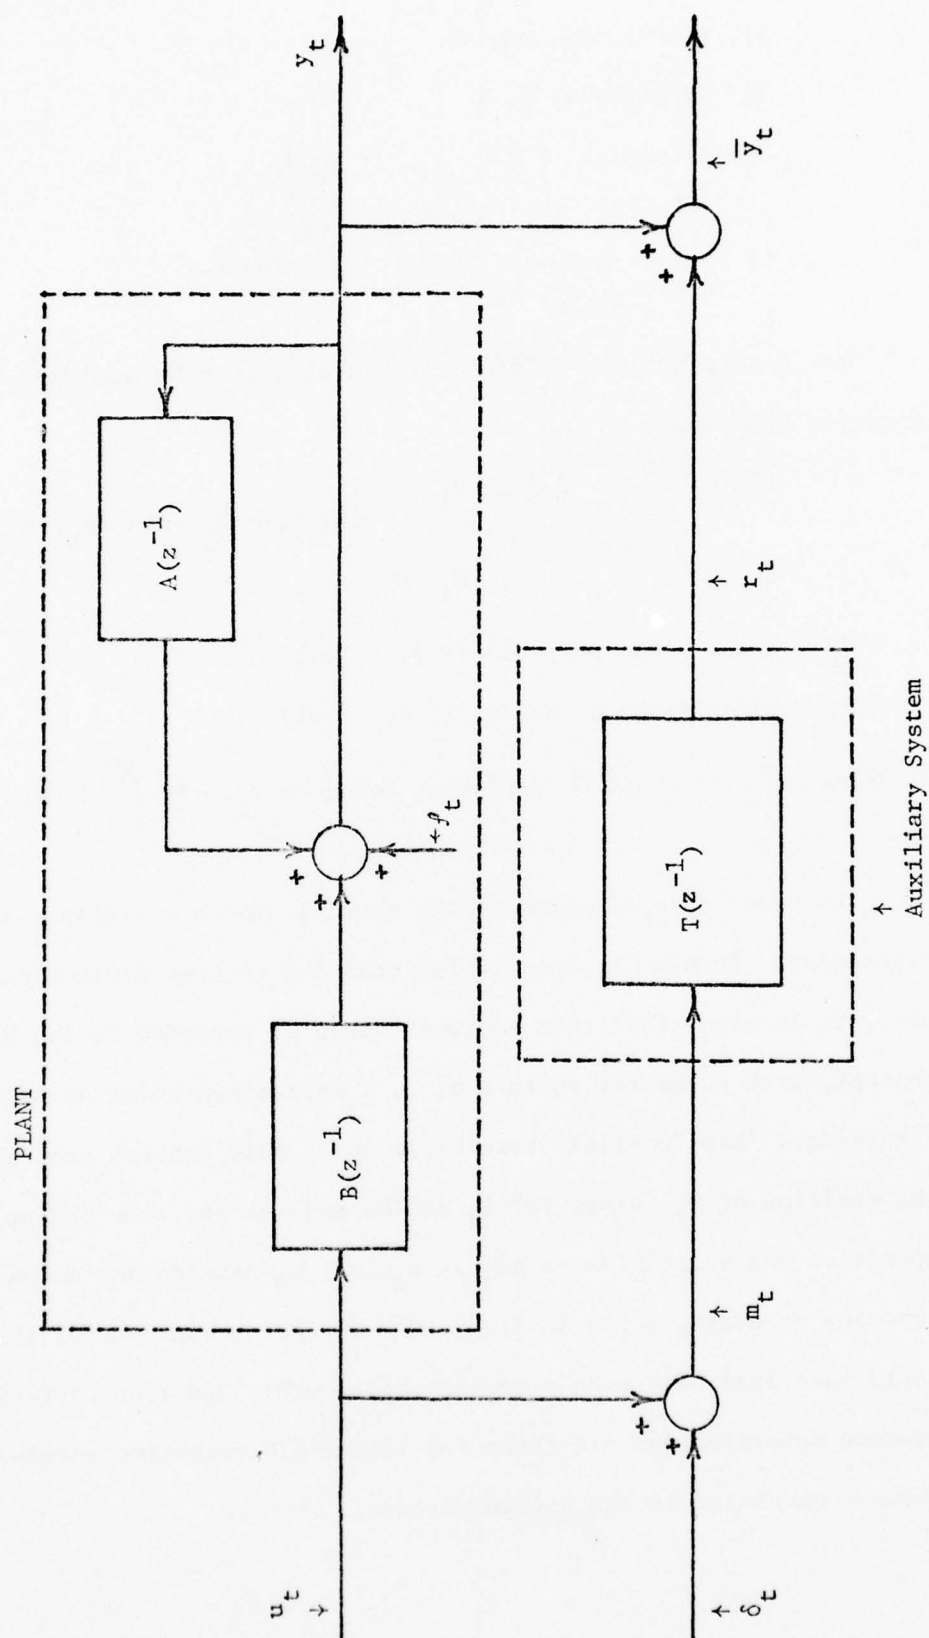 PLANT
A(z⁻¹)
B(z⁻¹)
+
+
+
y_t
u_t
↓
+
+
m_t
↑
δ_t
↑
T(z⁻¹)
r_t
↑
+
+
ȳ_t
↑
↑
Auxiliary System